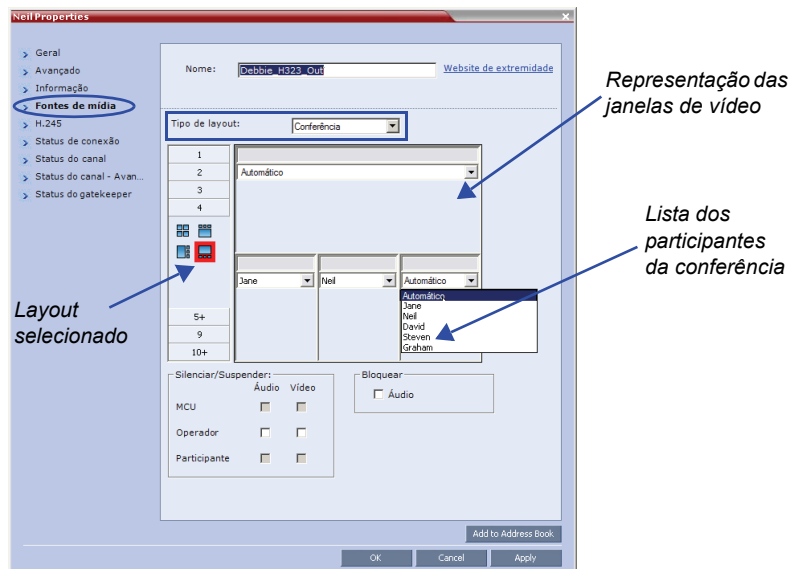 Neil Properties
x
Geral
Avançado
Informação
Fontes de mídia
H.245
Status de conexão
Status do canal
Status do canal - Avan...
Status do gatekeeper
Nome:
Debbie_H323_Out
Website de extremidade
Tipo de layout:
Conferência
1
2
3
4
5+
9
10+
Automático
Jane
Neil
Automático
Automático
Jane
Neil
David
Steven
Graham
Silenciar/Suspender:
Áudio Vídeo
MCU
Operador
Participante
Bloquear
Áudio
Add to Address Book
OK
Cancel
Apply
Representação das
janelas de vídeo
Lista dos
participantes
da conferência
Layout
selecionado